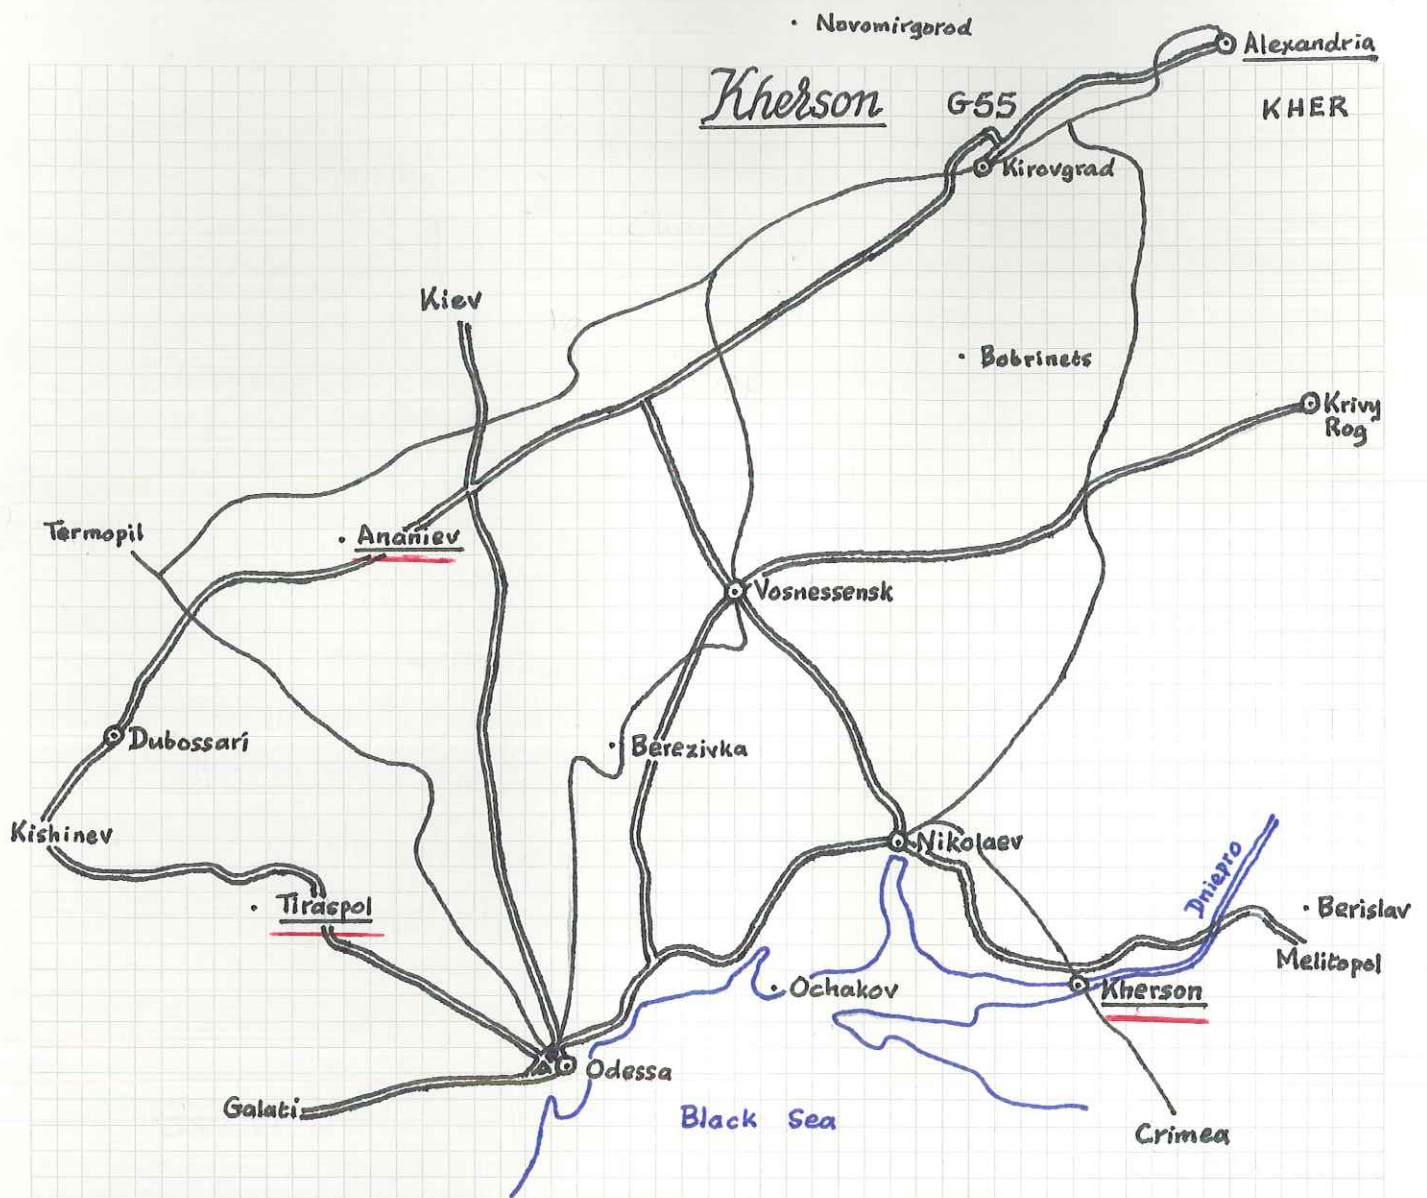 Novomirgorod
Alexandria
Kherson G55 KHER
Kirovgrad
Kiev
Bobrinets
Krivy
Rog
Termopil
Ananiev
Vosnessensk
Dubossari
Berezivka
Kishinev
Nikolaev
Dniepro
Tiraspol
Berislav
Melitopol
Ochakov
Kherson
Odessa
Galati
Black Sea
Crimea